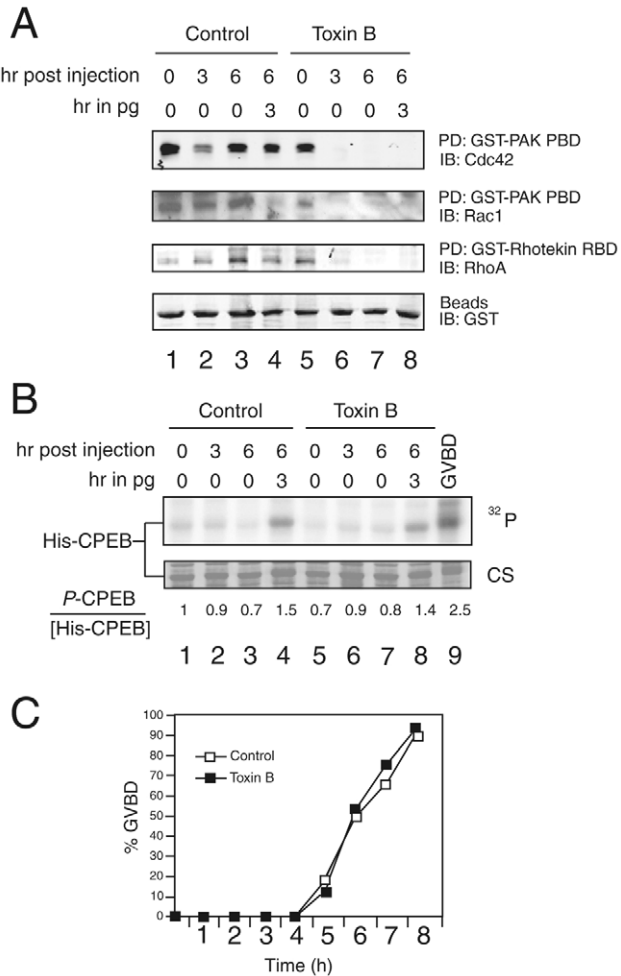 A
Control Toxin B
hr post injection 0 3 6 6 0 3 6 6
hr in pg 0 0 0 3 0 0 0 3
PD: GST-PAK PBD
IB: Cdc42
PD: GST-PAK PBD
IB: Rac1
PD: GST-Rhotekin RBD
IB: RhoA
Beads
IB: GST
1 2 3 4 5 6 7 8
B
Control Toxin B GVBD
hr post injection 0 3 6 6 0 3 6 6
hr in pg 0 0 0 3 0 0 0 3
32P
His-CPEB
CS
P-CPEB
[His-CPEB]
1 0.9 0.7 1.5 0.7 0.9 0.8 1.4 2.5
1 2 3 4 5 6 7 8 9
C
100
90
80
70
60
50
40
30
20
10
0
% GVBD
Control
Toxin B
1 2 3 4 5 6 7 8
Time (h)